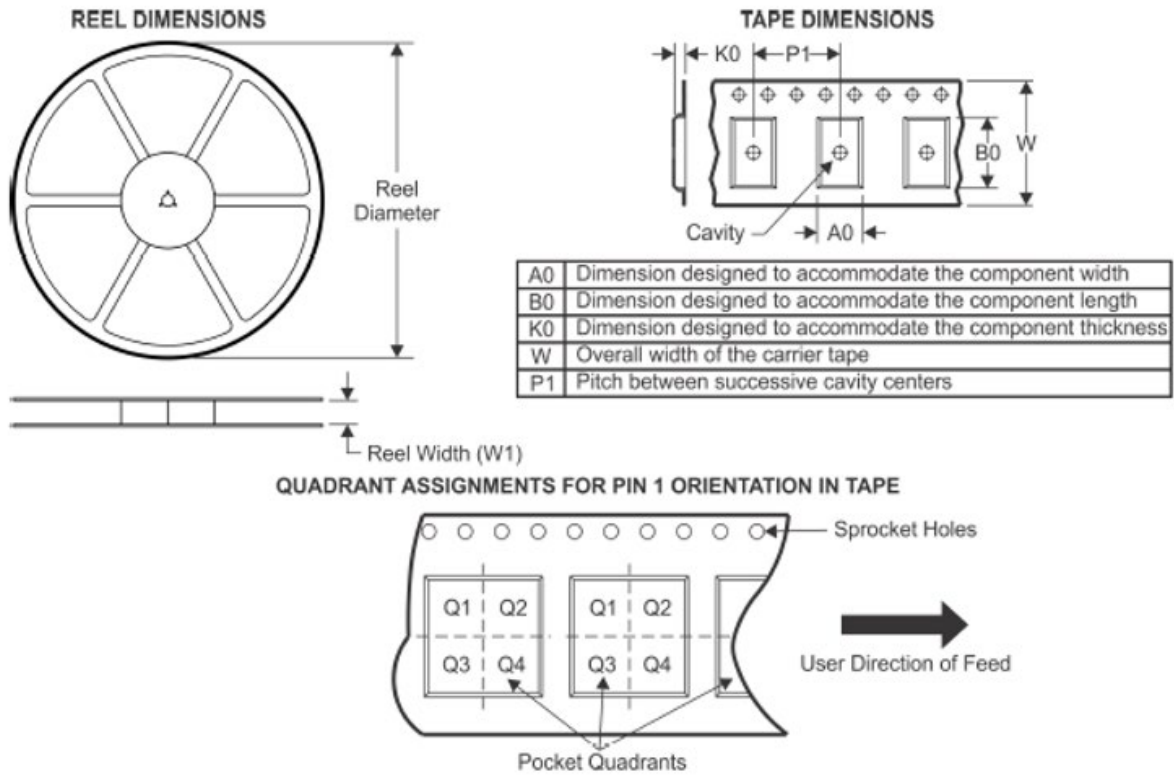 REEL DIMENSIONS
Reel
Diameter
Reel Width (W1)
TAPE DIMENSIONS
K0
P1
W
B0
Cavity
A0
A0 Dimension designed to accommodate the component width
B0 Dimension designed to accommodate the component length
K0 Dimension designed to accommodate the component thickness
W Overall width of the carrier tape
P1 Pitch between successive cavity centers
QUADRANT ASSIGNMENTS FOR PIN 1 ORIENTATION IN TAPE
Sprocket Holes
Q1 Q2 Q1 Q2
Q3 Q4 Q3 Q4
User Direction of Feed
Pocket Quadrants